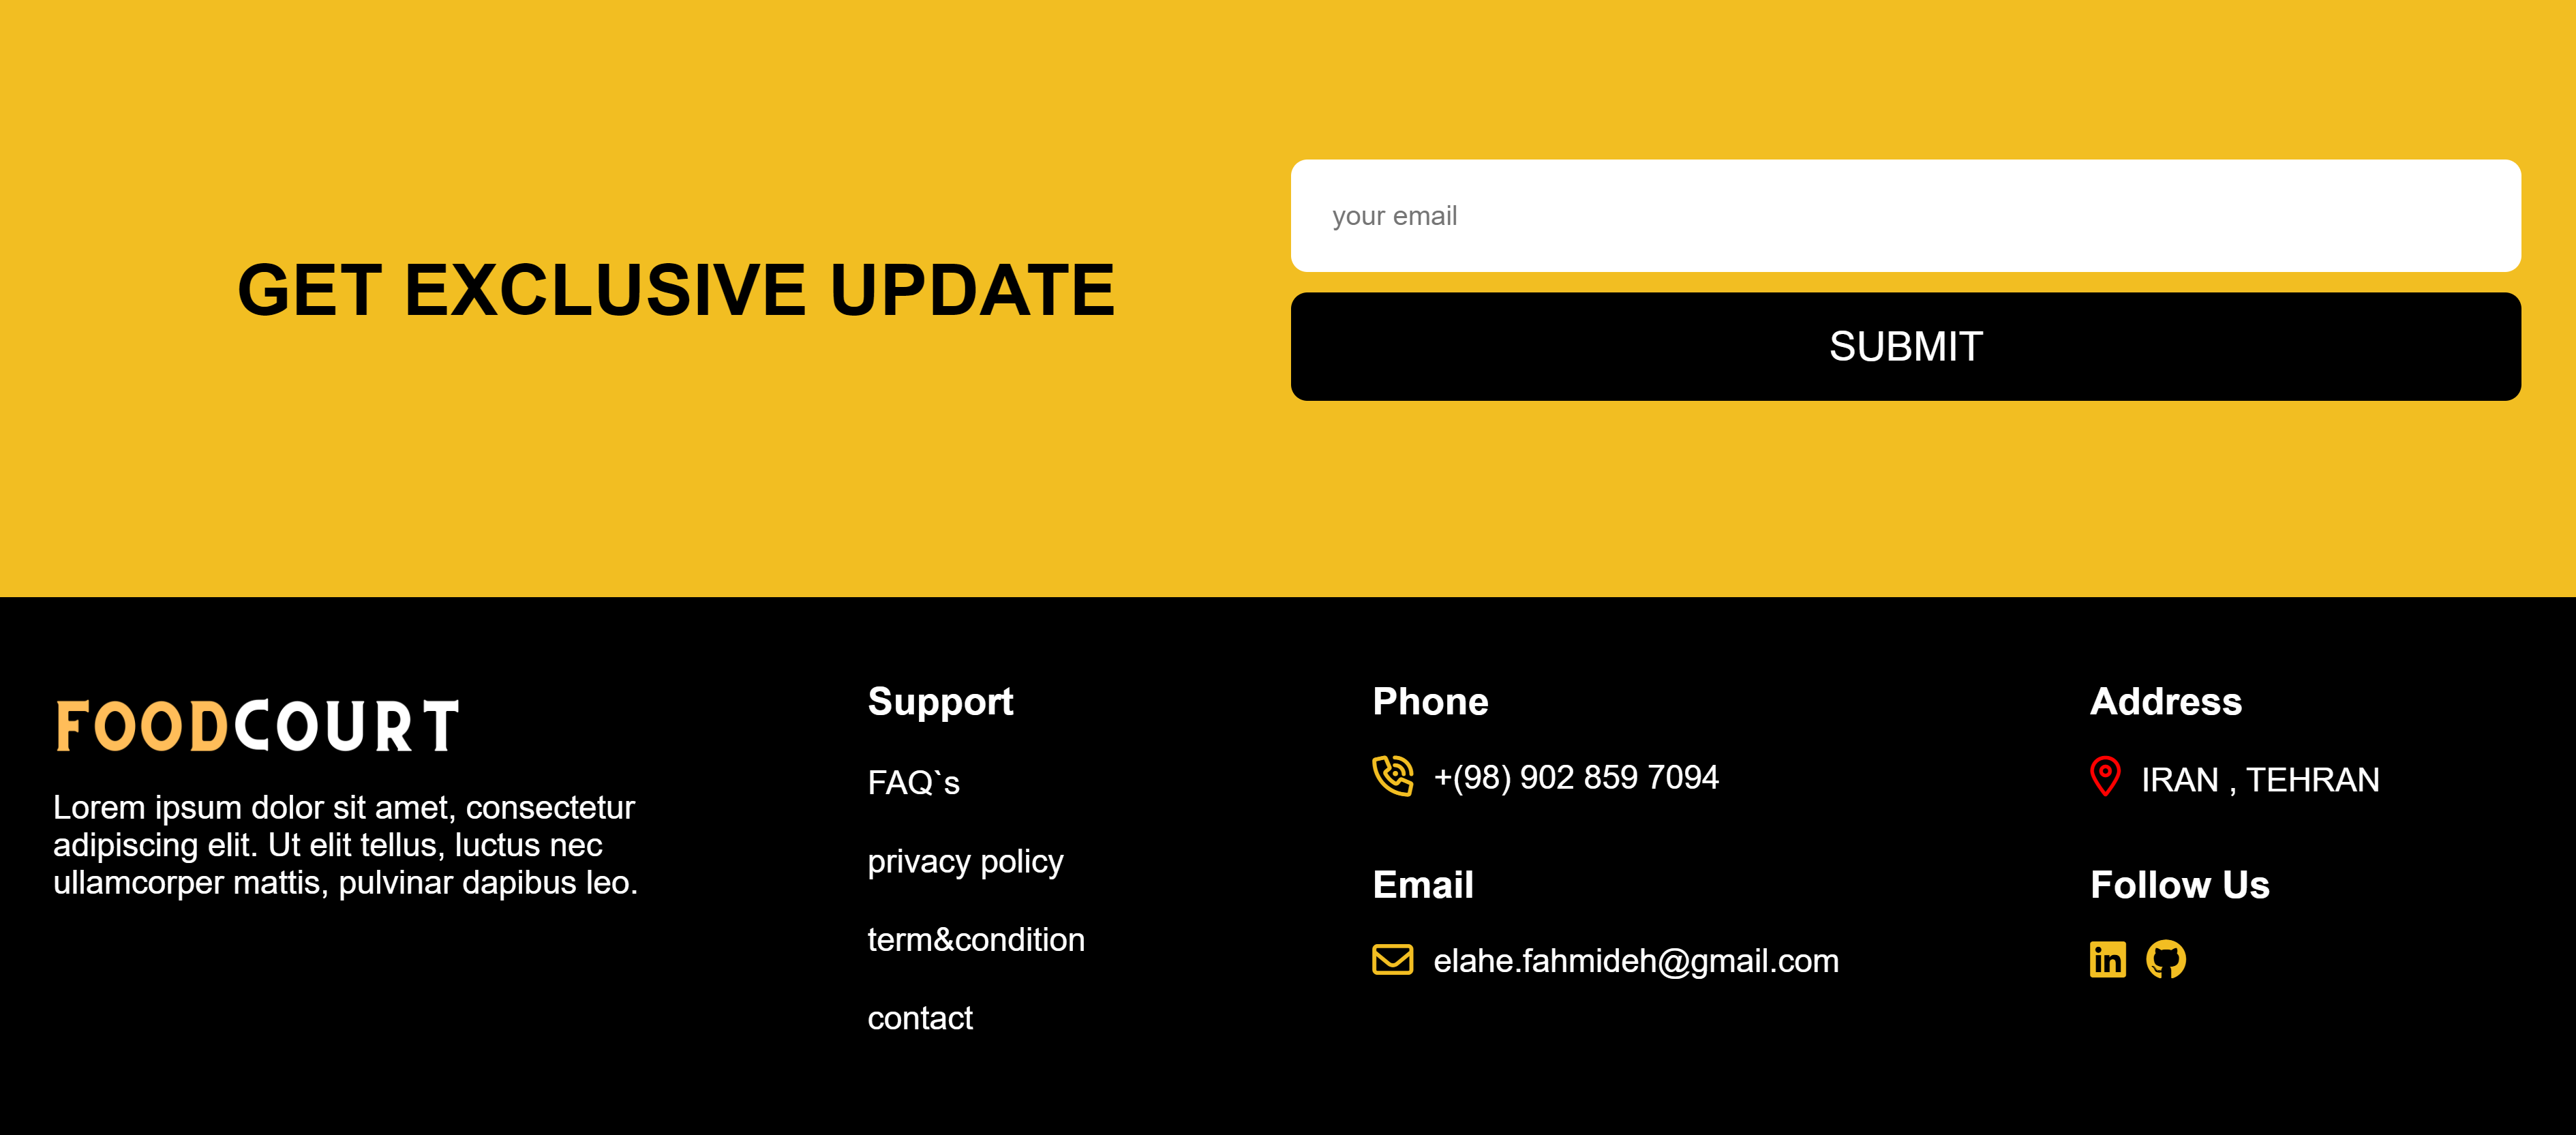 GET EXCLUSIVE UPDATE
your email
SUBMIT
FOODCOURT
Lorem ipsum dolor sit amet, consectetur
adipiscing elit. Ut elit tellus, luctus nec
ullamcorper mattis, pulvinar dapibus leo.
Support
FAQ`s
privacy policy
term&condition
contact
Phone
+(98) 902 859 7094
Email
elahe.fahmideh@gmail.com
Address
IRAN , TEHRAN
Follow Us